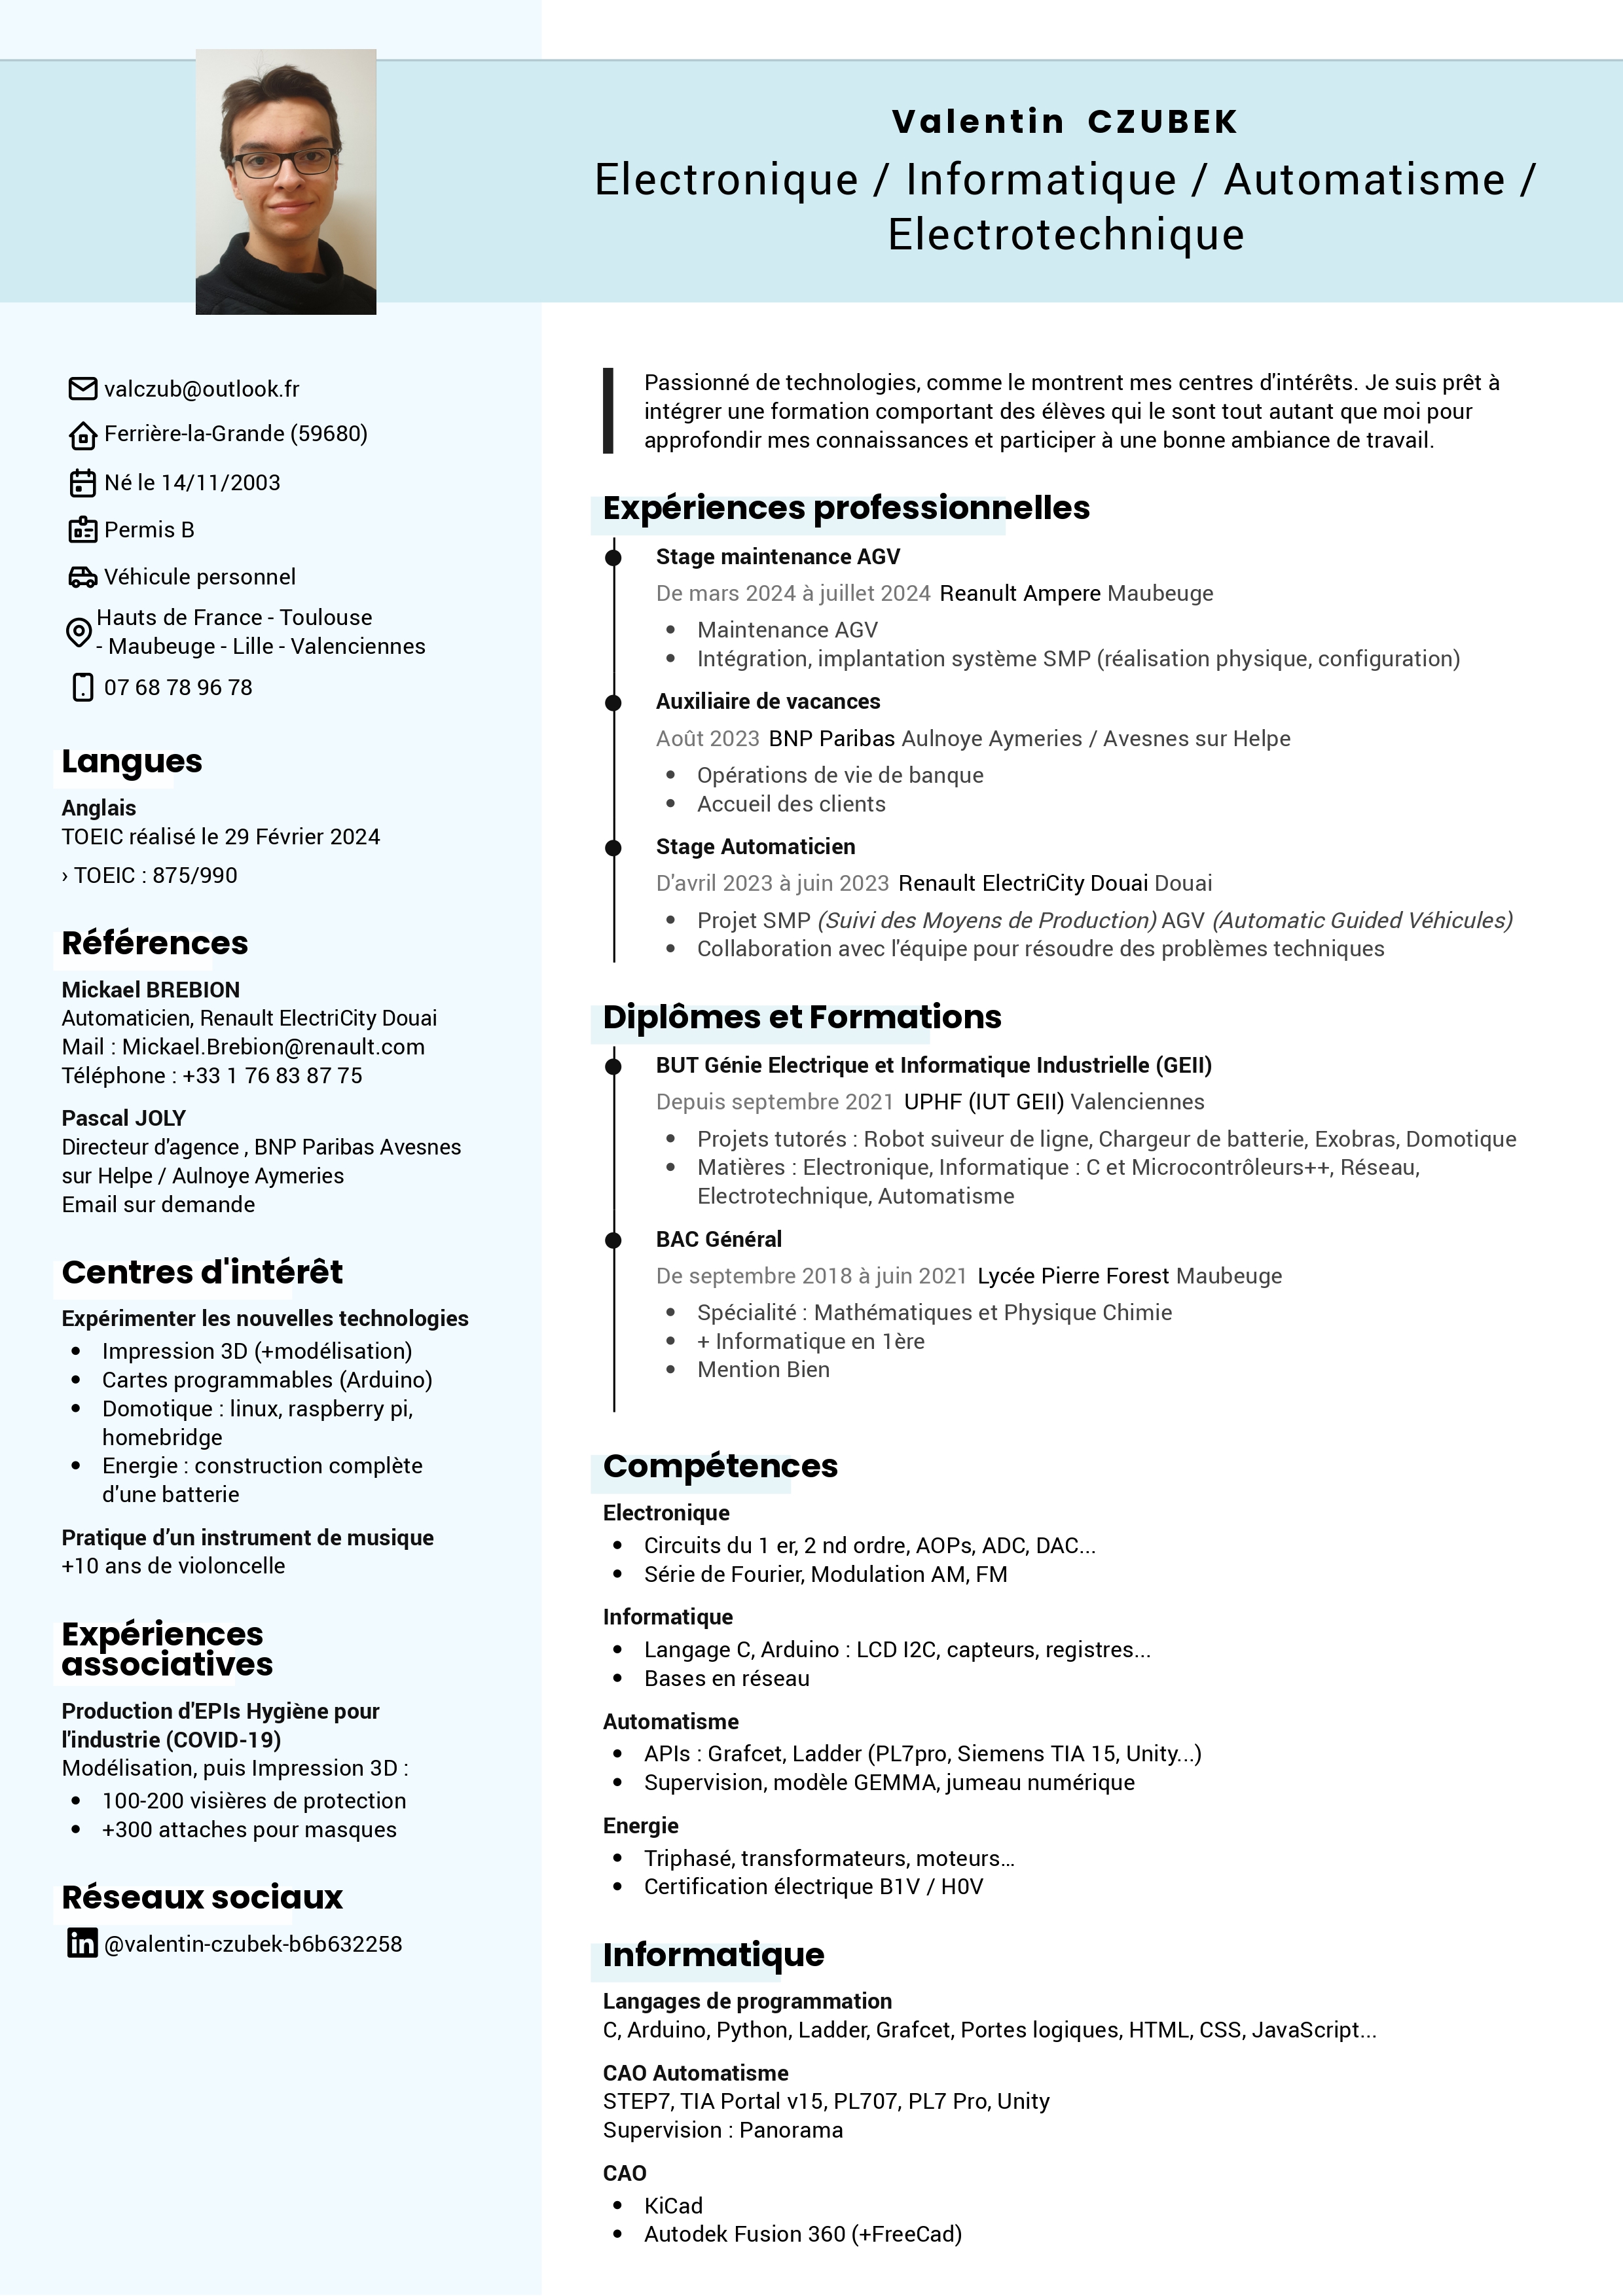 Valentin CZUBEK
Electronique / Informatique / Automatisme /
Electrotechnique
valczub@outlook.fr
Ferrière-la-Grande (59680)
Né le 14/11/2003
Permis B
Véhicule personnel
Hauts de France - Toulouse
- Maubeuge - Lille - Valenciennes
07 68 78 96 78
Langues
Anglais
TOEIC réalisé le 29 Février 2024
› TOEIC : 875/990
Références
Mickael BREBION
Automaticien, Renault ElectriCity Douai
Mail : Mickael.Brebion@renault.com
Téléphone : +33 1 76 83 87 75
Pascal JOLY
Directeur d'agence , BNP Paribas Avesnes
sur Helpe / Aulnoye Aymeries
Email sur demande
Centres d'intérêt
Expérimenter les nouvelles technologies
• Impression 3D (+modélisation)
• Cartes programmables (Arduino)
• Domotique : linux, raspberry pi,
homebridge
• Energie : construction complète
d'une batterie
Pratique d’un instrument de musique
+10 ans de violoncelle
Expériences
associatives
Production d'EPIs Hygiène pour
l'industrie (COVID-19)
Modélisation, puis Impression 3D :
• 100-200 visières de protection
• +300 attaches pour masques
Réseaux sociaux
in @valentin-czubek-b6b632258
Passionné de technologies, comme le montrent mes centres d'intérêts. Je suis prêt à
intégrer une formation comportant des élèves qui le sont tout autant que moi pour
approfondir mes connaissances et participer à une bonne ambiance de travail.
Expériences professionnelles
Stage maintenance AGV
De mars 2024 à juillet 2024 Reanult Ampere Maubeuge
• Maintenance AGV
• Intégration, implantation système SMP (réalisation physique, configuration)
Auxiliaire de vacances
Août 2023 BNP Paribas Aulnoye Aymeries / Avesnes sur Helpe
• Opérations de vie de banque
• Accueil des clients
Stage Automaticien
D'avril 2023 à juin 2023 Renault ElectriCity Douai Douai
• Projet SMP (Suivi des Moyens de Production) AGV (Automatic Guided Véhicules)
• Collaboration avec l'équipe pour résoudre des problèmes techniques
Diplômes et Formations
BUT Génie Electrique et Informatique Industrielle (GEII)
Depuis septembre 2021 UPHF (IUT GEII) Valenciennes
• Projets tutorés : Robot suiveur de ligne, Chargeur de batterie, Exobras, Domotique
• Matières : Electronique, Informatique : C et Microcontrôleurs++, Réseau,
Electrotechnique, Automatisme
BAC Général
De septembre 2018 à juin 2021 Lycée Pierre Forest Maubeuge
• Spécialité : Mathématiques et Physique Chimie
• + Informatique en 1ère
• Mention Bien
Compétences
Electronique
• Circuits du 1 er, 2 nd ordre, AOPs, ADC, DAC...
• Série de Fourier, Modulation AM, FM
Informatique
• Langage C, Arduino : LCD I2C, capteurs, registres...
• Bases en réseau
Automatisme
• APIs : Grafcet, Ladder (PL7pro, Siemens TIA 15, Unity...)
• Supervision, modèle GEMMA, jumeau numérique
Energie
• Triphasé, transformateurs, moteurs…
• Certification électrique B1V / H0V
Informatique
Langages de programmation
C, Arduino, Python, Ladder, Grafcet, Portes logiques, HTML, CSS, JavaScript...
CAO Automatisme
STEP7, TIA Portal v15, PL707, PL7 Pro, Unity
Supervision : Panorama
CAO
• KiCad
• Autodek Fusion 360 (+FreeCad)